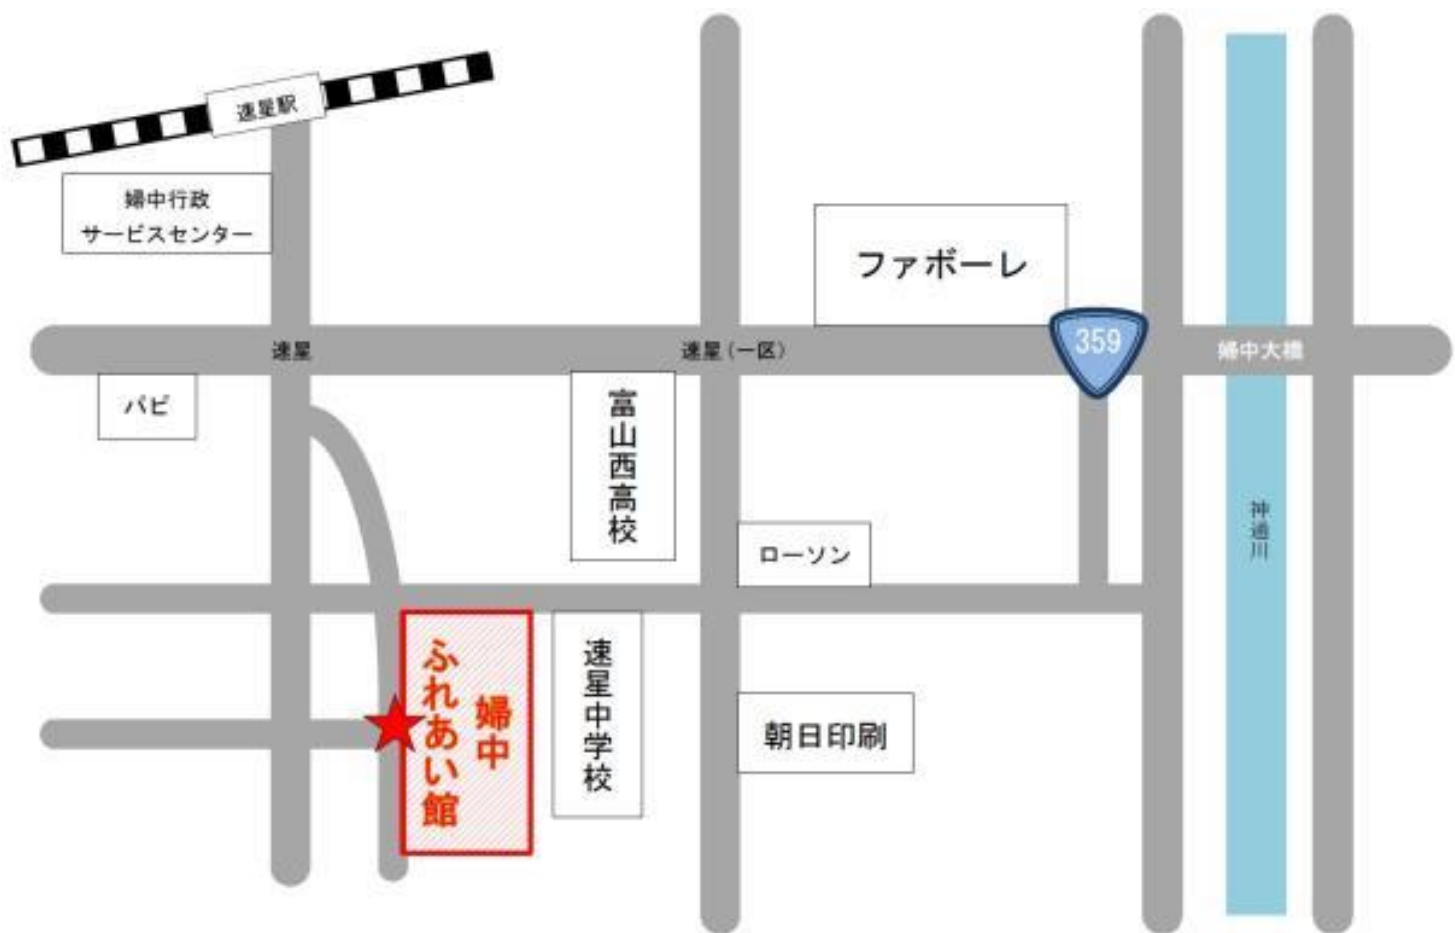 速星駅
婦中行政
サービスセンター
ファボーレ
359
速星
速星(一区)
婦中大橋
パピ
富山西高校
神通川
ローソン
婦中
ふれあい館
速星中学校
朝日印刷